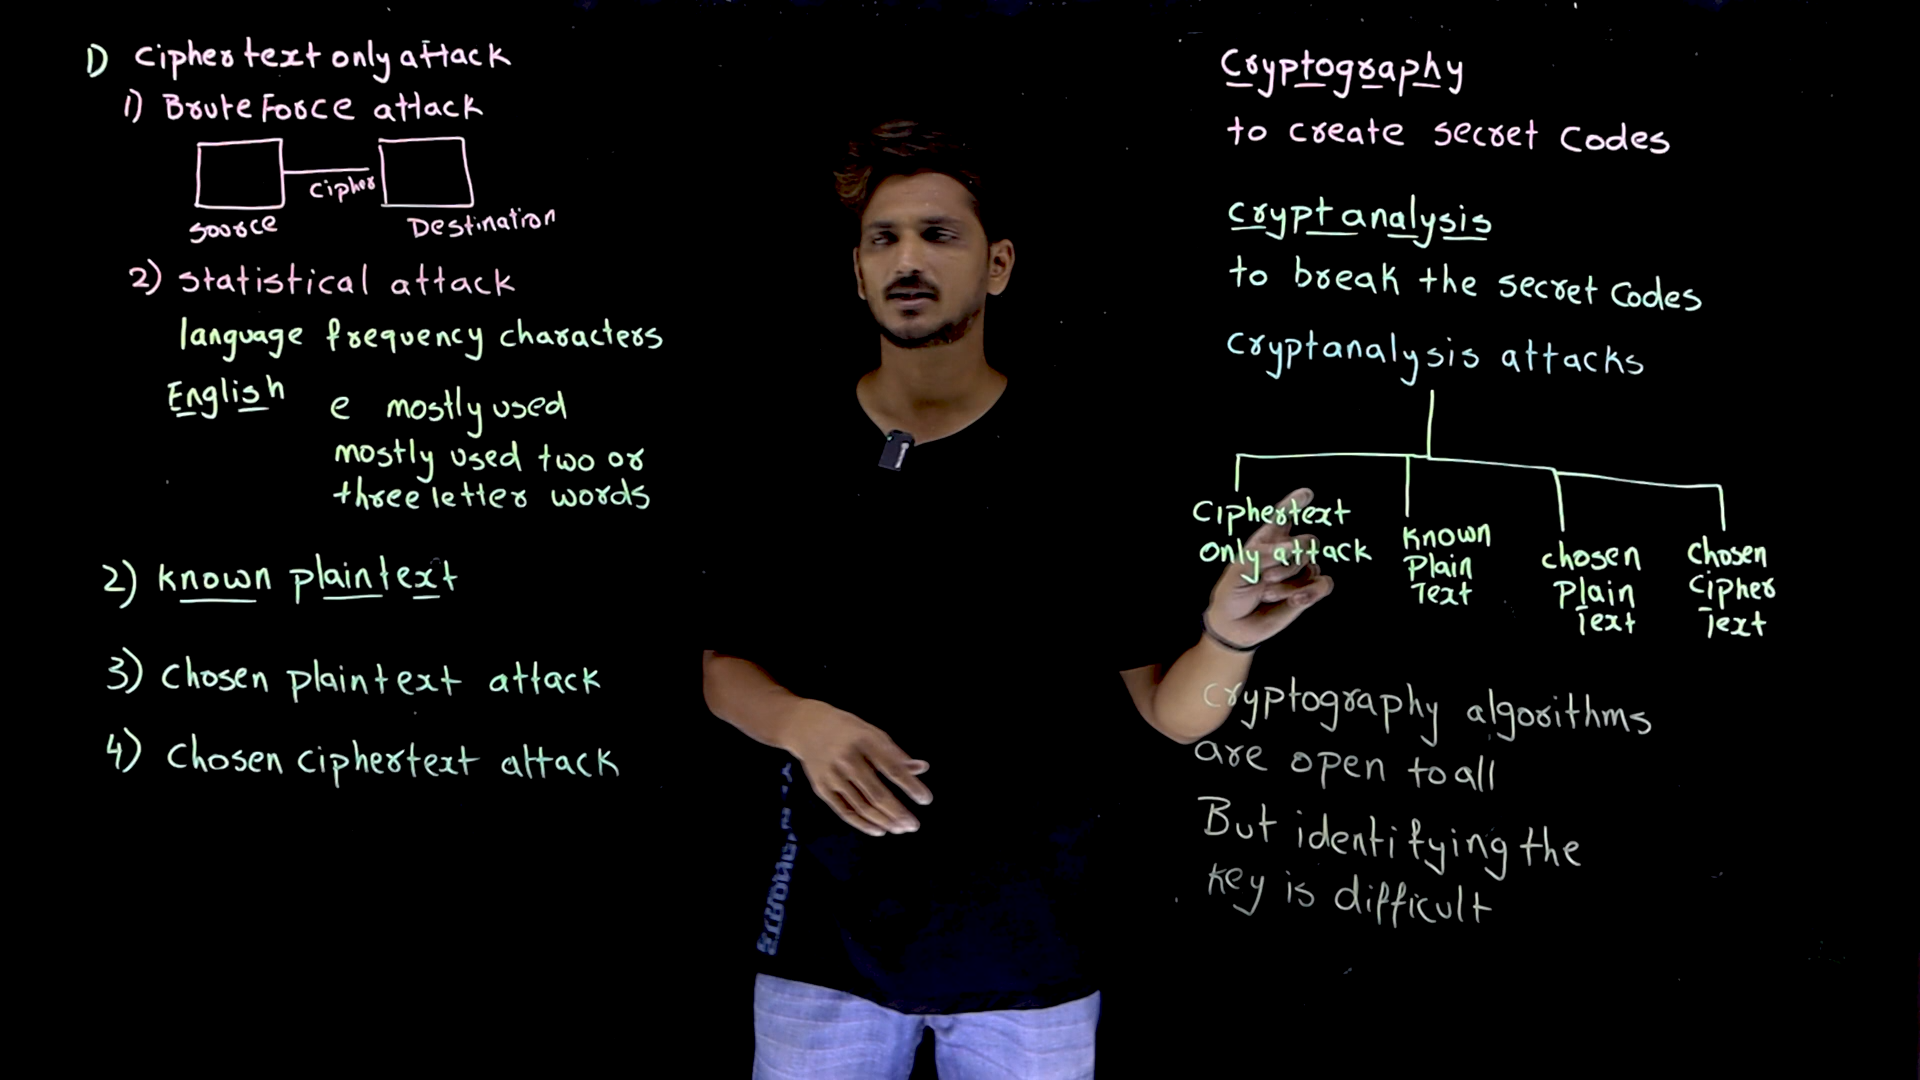 1) Ciphertext only attack
1) Brute Force attack
Cipher
Source
Destination
2) statistical attack
language frequency characters
English
e mostly used
mostly used two or
three letter words
2) known plaintext
3) chosen plaintext attack
4) chosen ciphertext attack
Cryptography
to create secret codes
cryptanalysis
to break the secret codes
cryptanalysis attacks
Ciphertext
only attack
Known
Plain
Text
chosen
Plain
Text
Chosen
Cipher
Text
cryptography algorithms
are open to all
But identifying the
key is difficult